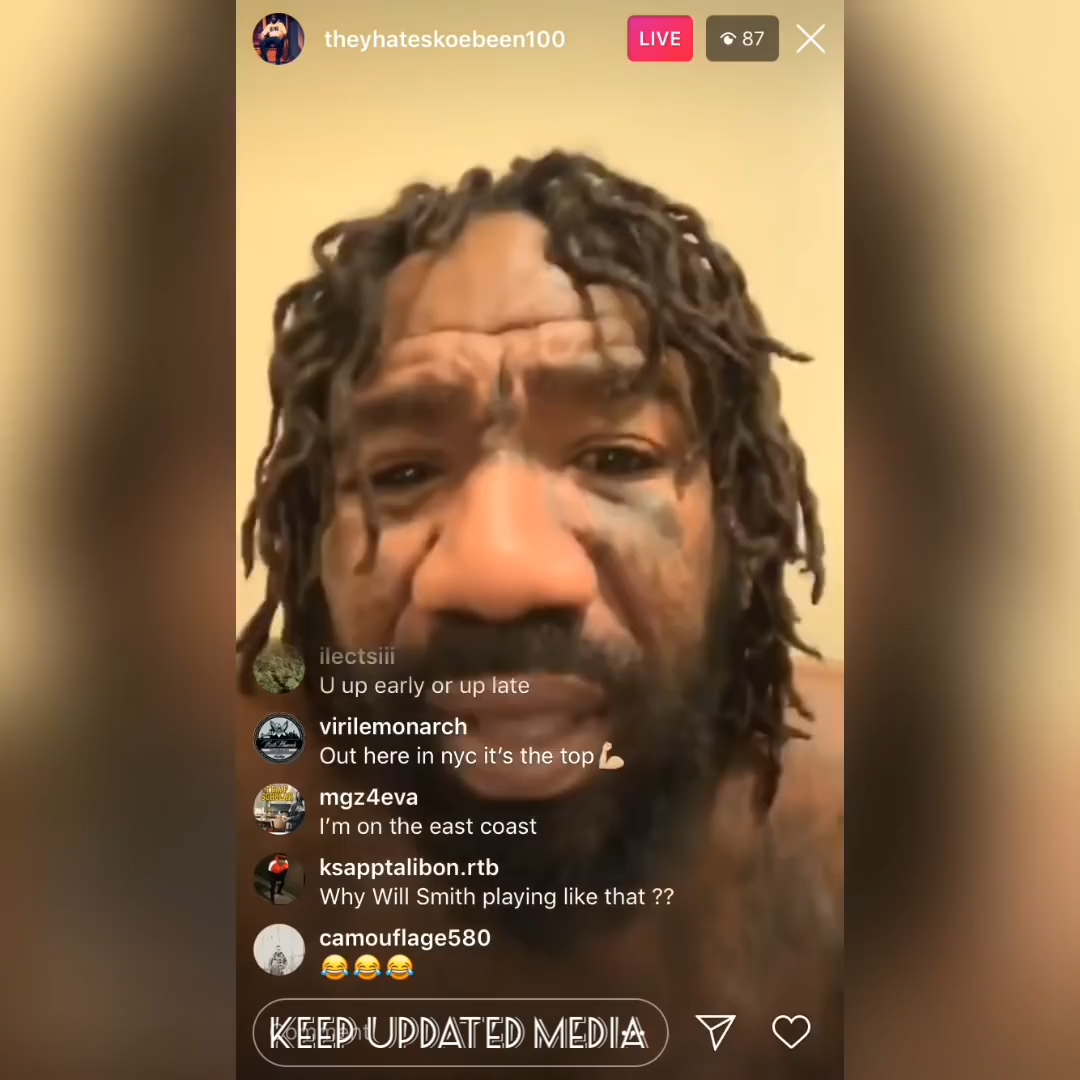 theyhateskoebeen100
LIVE
87
ilectsiii
U up early or up late
virilemonarch
Out here in nyc it’s the top💪🏼
mgz4eva
I’m on the east coast
ksapptalibon.rtb
Why Will Smith playing like that ??
camouflage580
😂😂😂
Comment
KEEP UPDATED MEDIA